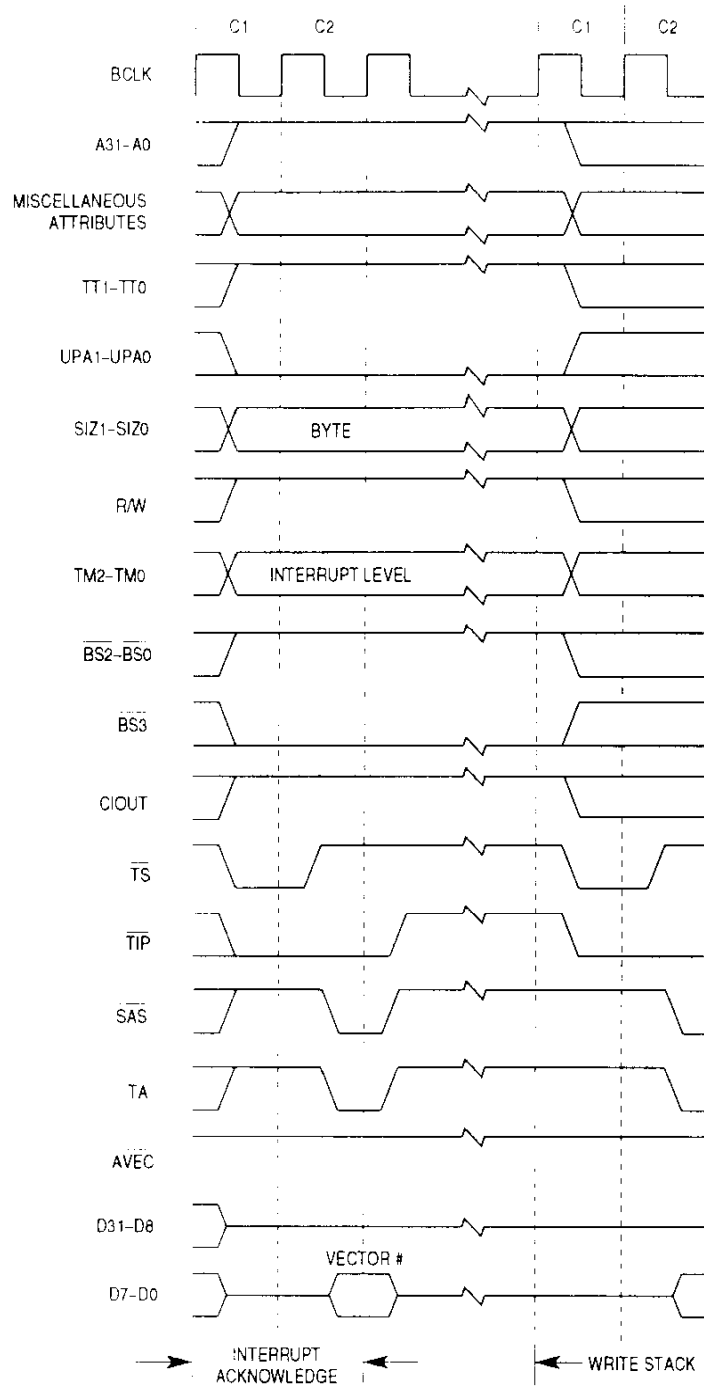 C1 C2 C1 C2
BCLK
A31-A0
MISCELLANEOUS
ATTRIBUTES
TT1-TT0
UPA1-UPA0
SIZ1-SIZ0 BYTE
R/W
TM2-TM0 INTERRUPT LEVEL
BS2-BS0
BS3
CIOUT
TS
TIP
SAS
TA
AVEC
D31-D8
VECTOR #
D7-D0
INTERRUPT
ACKNOWLEDGE
WRITE STACK